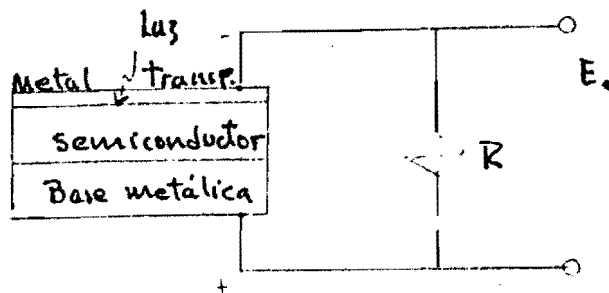 Luz
Metal transp.
E.
semiconductor
R
Base metálica
+